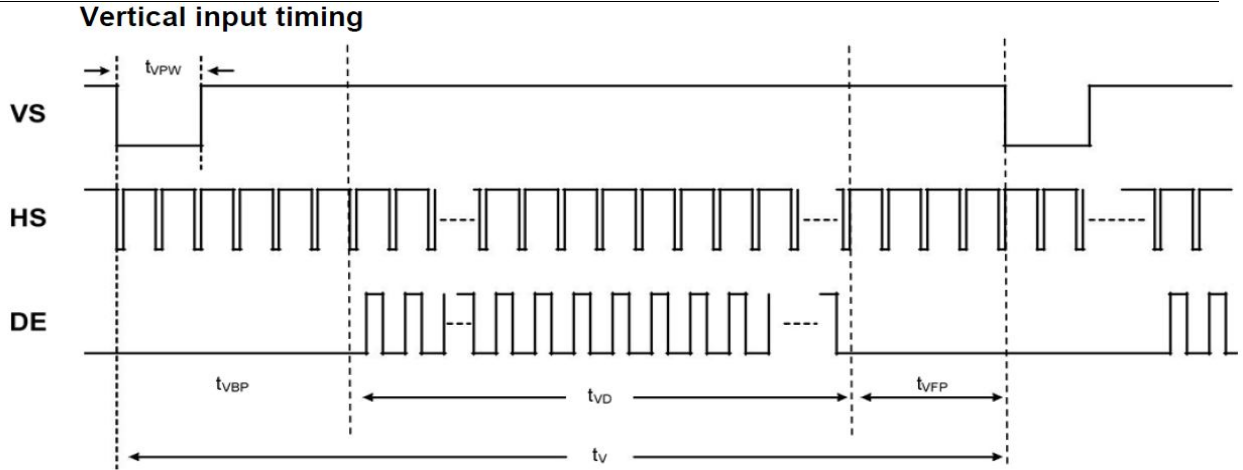 Vertical input timing
tVPW
VS
HS
DE
tVBP
tVD
tVFP
tV